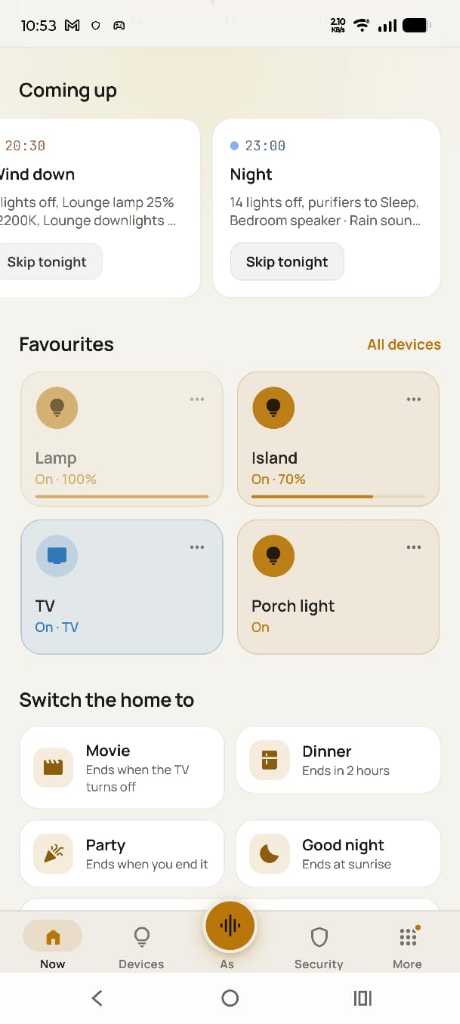 10:53
2.10
KB/s
Coming up
20:30
Wind down
lights off, Lounge lamp 25%
2200K, Lounge downlights ...
Skip tonight
23:00
Night
14 lights off, purifiers to Sleep,
Bedroom speaker · Rain soun...
Skip tonight
Favourites
All devices
Lamp
On · 100%
Island
On · 70%
TV
On · TV
Porch light
On
Switch the home to
Movie
Ends when the TV
turns off
Dinner
Ends in 2 hours
Party
Ends when you end it
Good night
Ends at sunrise
Now
Devices
As
Security
More